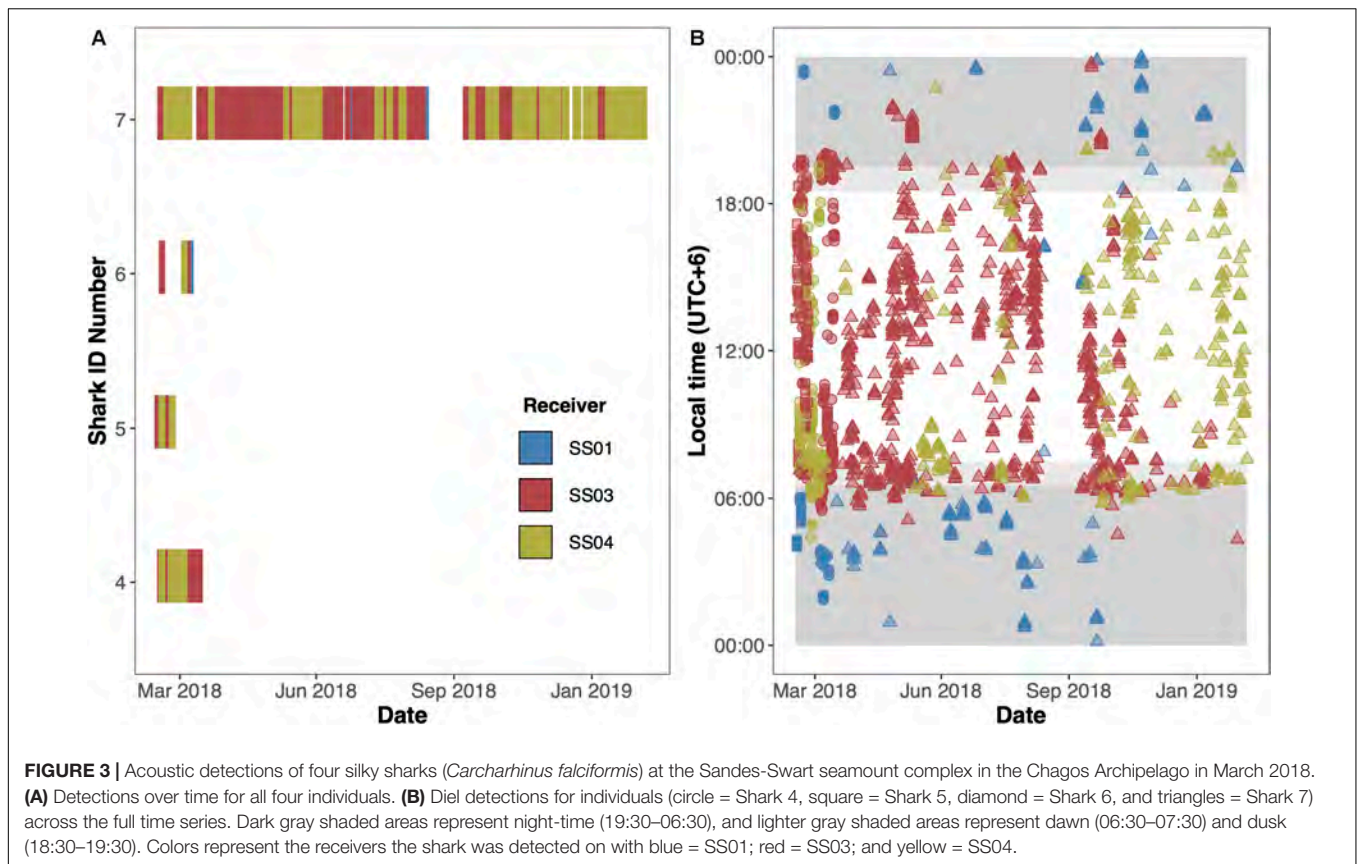 A
Shark ID Number
7
6
5
4
Receiver
SS01
SS03
SS04
Mar 2018
Jun 2018
Sep 2018
Jan 2019
Date
B
Local time (UTC+6)
00:00
18:00
12:00
06:00
00:00
Mar 2018
Jun 2018
Sep 2018
Jan 2019
Date
FIGURE 3 | Acoustic detections of four silky sharks (Carcharhinus falciformis) at the Sandes-Swart seamount complex in the Chagos Archipelago in March 2018.
(A) Detections over time for all four individuals. (B) Diel detections for individuals (circle = Shark 4, square = Shark 5, diamond = Shark 6, and triangles = Shark 7)
across the full time series. Dark gray shaded areas represent night-time (19:30–06:30), and lighter gray shaded areas represent dawn (06:30–07:30) and dusk
(18:30–19:30). Colors represent the receivers the shark was detected on with blue = SS01; red = SS03; and yellow = SS04.